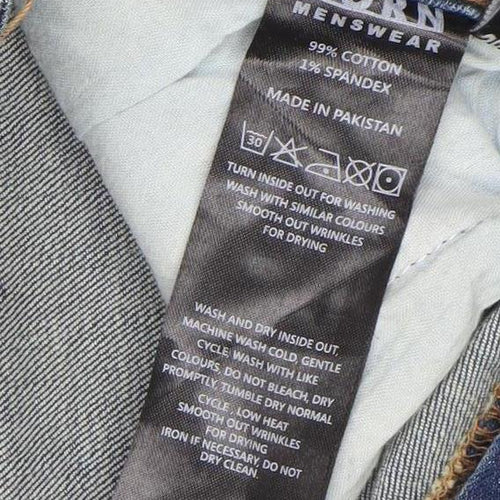 MENSWEAR
99% COTTON
1% SPANDEX
MADE IN PAKISTAN
30
TURN INSIDE OUT FOR WASHING
WASH WITH SIMILAR COLOURS
SMOOTH OUT WRINKLES
FOR DRYING
WASH AND DRY INSIDE OUT,
MACHINE WASH COLD, GENTLE
CYCLE, WASH WITH LIKE
COLOURS, DO NOT BLEACH, DRY
PROMPTLY, TUMBLE DRY NORMAL
CYCLE, LOW HEAT
SMOOTH OUT WRINKLES
FOR DRYING
IRON IF NECESSARY, DO NOT
DRY CLEAN.